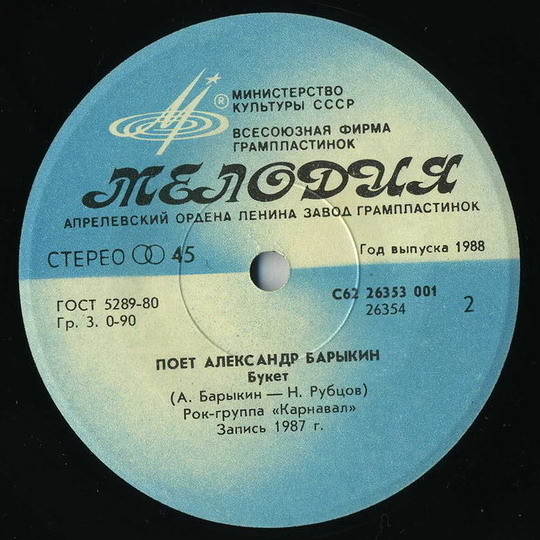 ®
МИНИСТЕРСТВО
КУЛЬТУРЫ СССР
ВСЕСОЮЗНАЯ ФИРМА
ГРАМПЛАСТИНОК
МЕЛОДИЯ
АПРЕЛЕВСКИЙ ОРДЕНА ЛЕНИНА ЗАВОД ГРАМПЛАСТИНОК
СТЕРЕО 45
Год выпуска 1988
ГОСТ 5289-80
Гр. 3. 0-90
С62 26353 001
26354
2
ПОЕТ АЛЕКСАНДР БАРЫКИН
Букет
(А. Барыкин — Н. Рубцов)
Рок-группа «Карнавал»
Запись 1987 г.